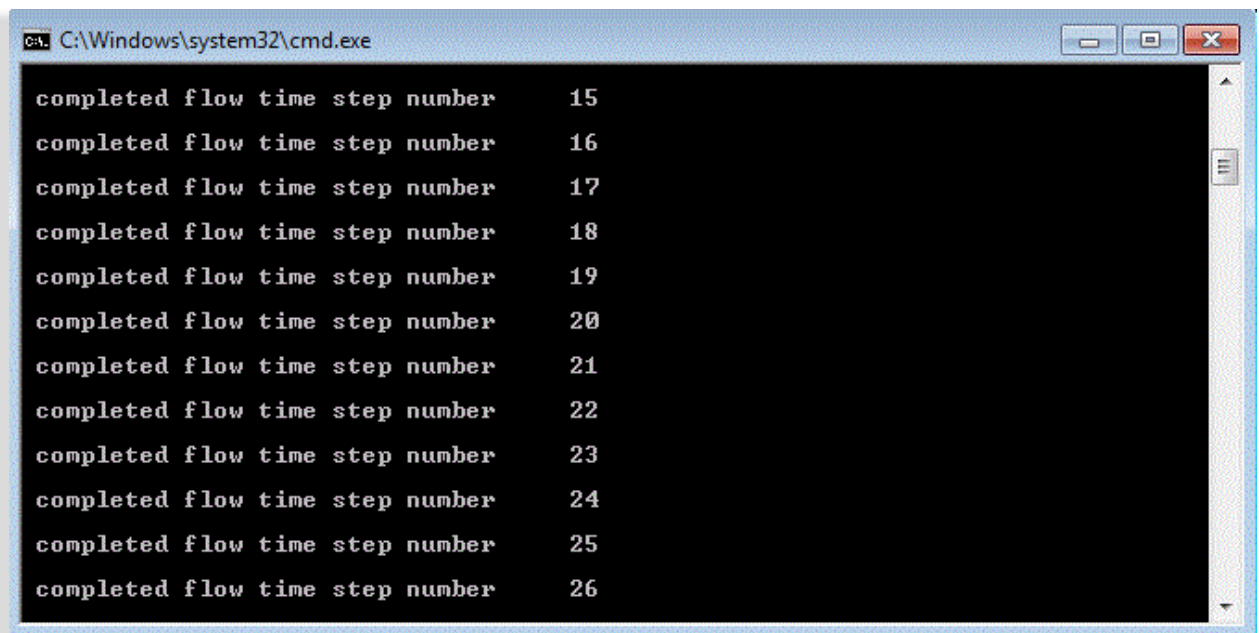 C:\Windows\system32\cmd.exe
completed flow time step number     15
completed flow time step number     16
completed flow time step number     17
completed flow time step number     18
completed flow time step number     19
completed flow time step number     20
completed flow time step number     21
completed flow time step number     22
completed flow time step number     23
completed flow time step number     24
completed flow time step number     25
completed flow time step number     26